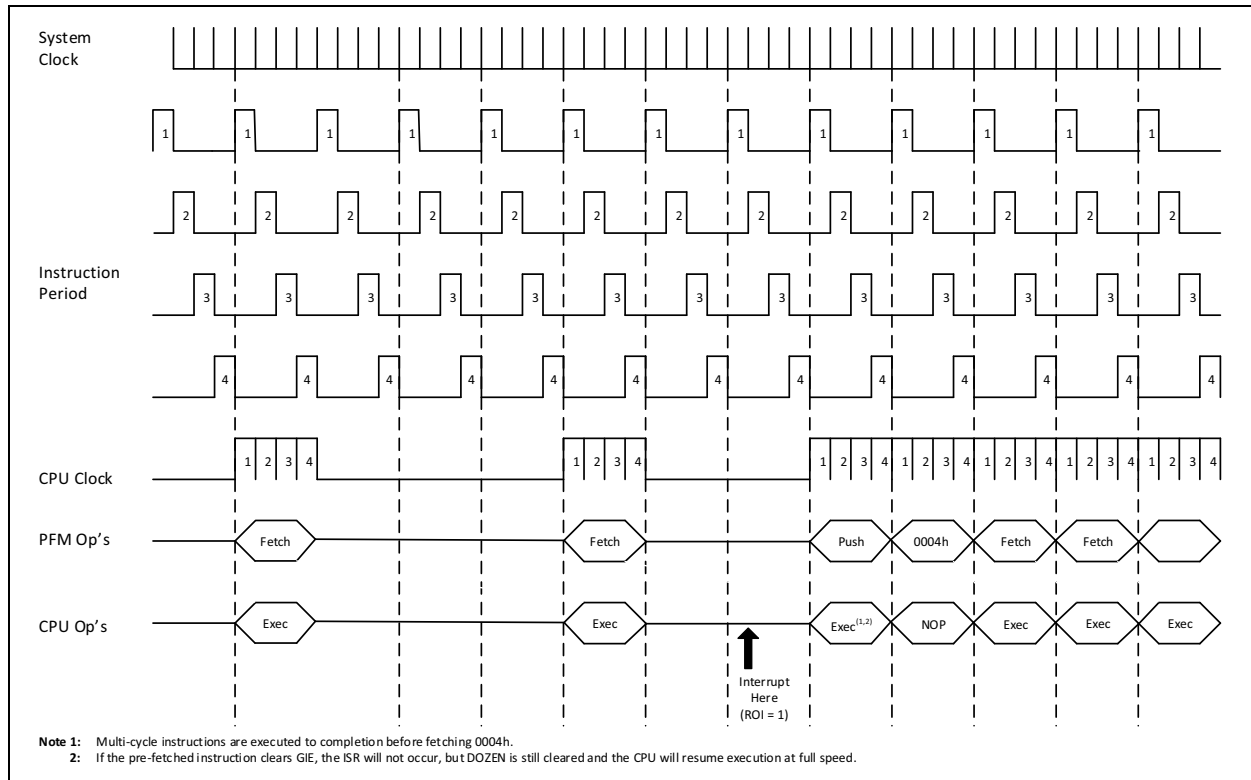 System
Clock
1 1 1 1 1 1 1 1 1 1 1 1 1
2 2 2 2 2 2 2 2 2 2 2 2 2
Instruction
Period
3 3 3 3 3 3 3 3 3 3 3 3 3
4 4 4 4 4 4 4 4 4 4 4 4 4
CPU Clock
1 2 3 4 1 2 3 4 1 2 3 4 1 2 3 4 1 2 3 4 1 2 3 4 1 2 3 4
PFM Op's
Fetch Fetch Push 0004h Fetch Fetch
CPU Op's
Exec Exec Exec(1,2) NOP Exec Exec Exec
Interrupt
Here
(ROI = 1)
Note 1: Multi-cycle instructions are executed to completion before fetching 0004h.
2: If the pre-fetched instruction clears GIE, the ISR will not occur, but DOZEN is still cleared and the CPU will resume execution at full speed.